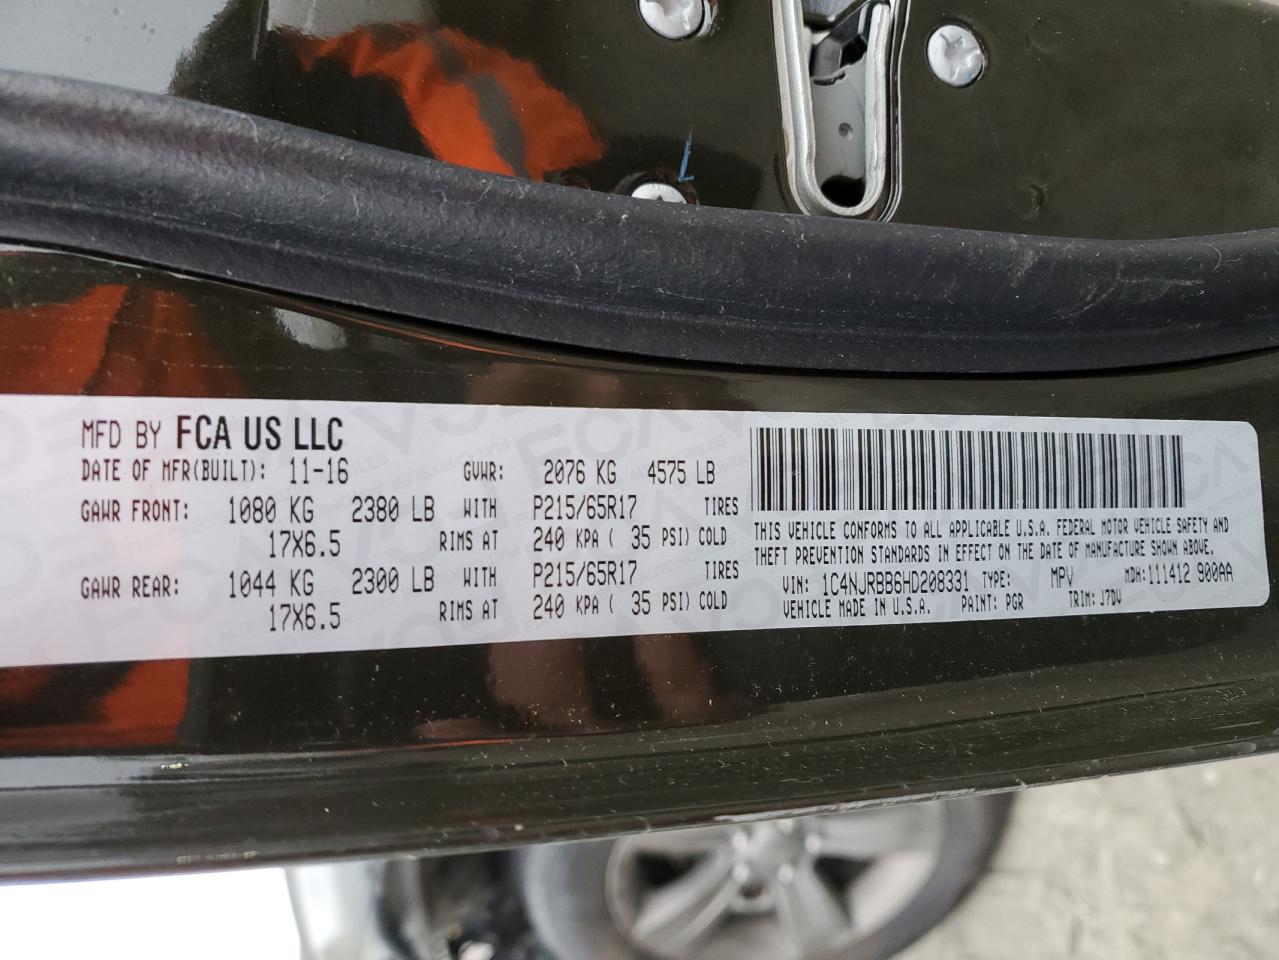 MFD BY FCA US LLC
DATE OF MFR(BUILT): 11-16 GVWR: 2076 KG 4575 LB
GAWR FRONT: 1080 KG 2380 LB WITH P215/65R17 TIRES
17X6.5 RIMS AT 240 KPA ( 35 PSI) COLD
GAWR REAR: 1044 KG 2300 LB WITH P215/65R17 TIRES
17X6.5 RIMS AT 240 KPA ( 35 PSI) COLD
THIS VEHICLE CONFORMS TO ALL APPLICABLE U.S.A. FEDERAL MOTOR VEHICLE SAFETY AND
THEFT PREVENTION STANDARDS IN EFFECT ON THE DATE OF MANUFACTURE SHOWN ABOVE.
VIN: 1C4NJRBB6HD208331 TYPE: MPV MDH: 111412 900AA
VEHICLE MADE IN U.S.A. PAINT: PGR TRIM: J7DV